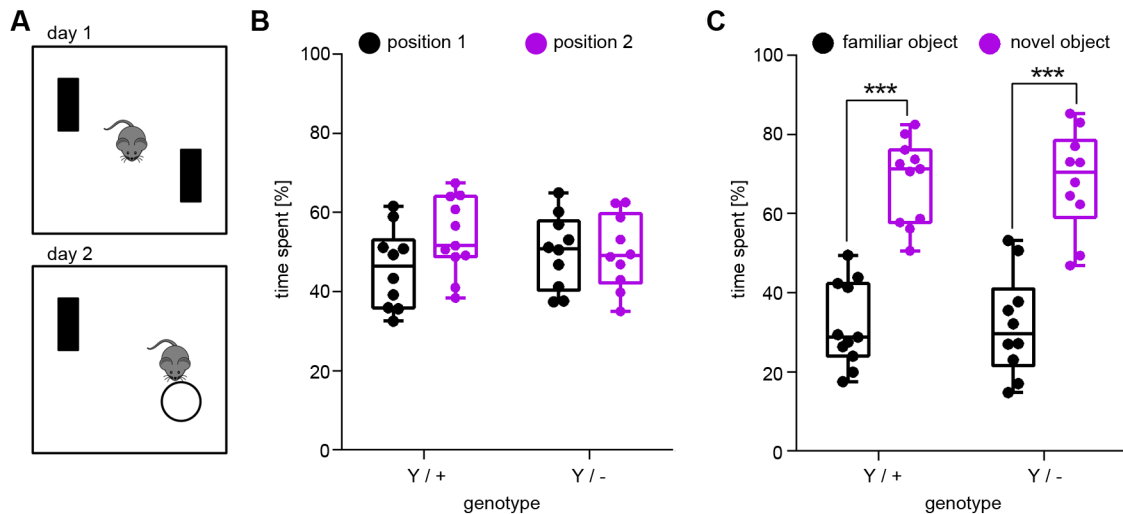 A
day 1
day 2
B
position 1
position 2
time spent [%]
100
80
60
40
20
0
Y / +
Y / -
genotype
C
familiar object
novel object
***
***
time spent [%]
100
80
60
40
20
0
Y / +
Y / -
genotype